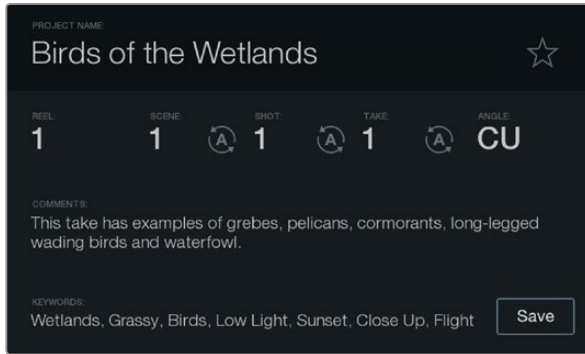 PROJECT NAME:
Birds of the Wetlands
REEL: SCENE: SHOT: TAKE: ANGLE:
1 1 A 1 A 1 A CU
COMMENTS:
This take has examples of grebes, pelicans, cormorants, long-legged
wading birds and waterfowl.
KEYWORDS:
Wetlands, Grassy, Birds, Low Light, Sunset, Close Up, Flight
Save